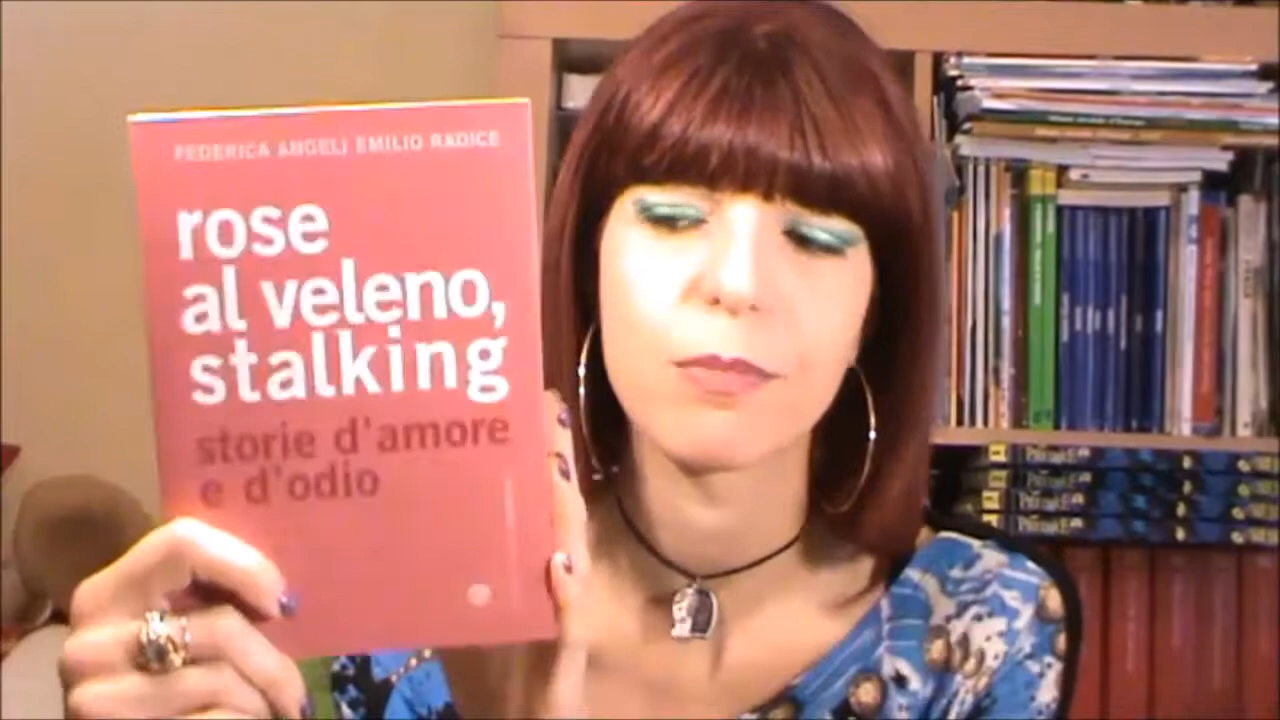 FEDERICA ANGELI EMILIO RADICE
rose
al veleno,
stalking
storie d'amore
e d'odio